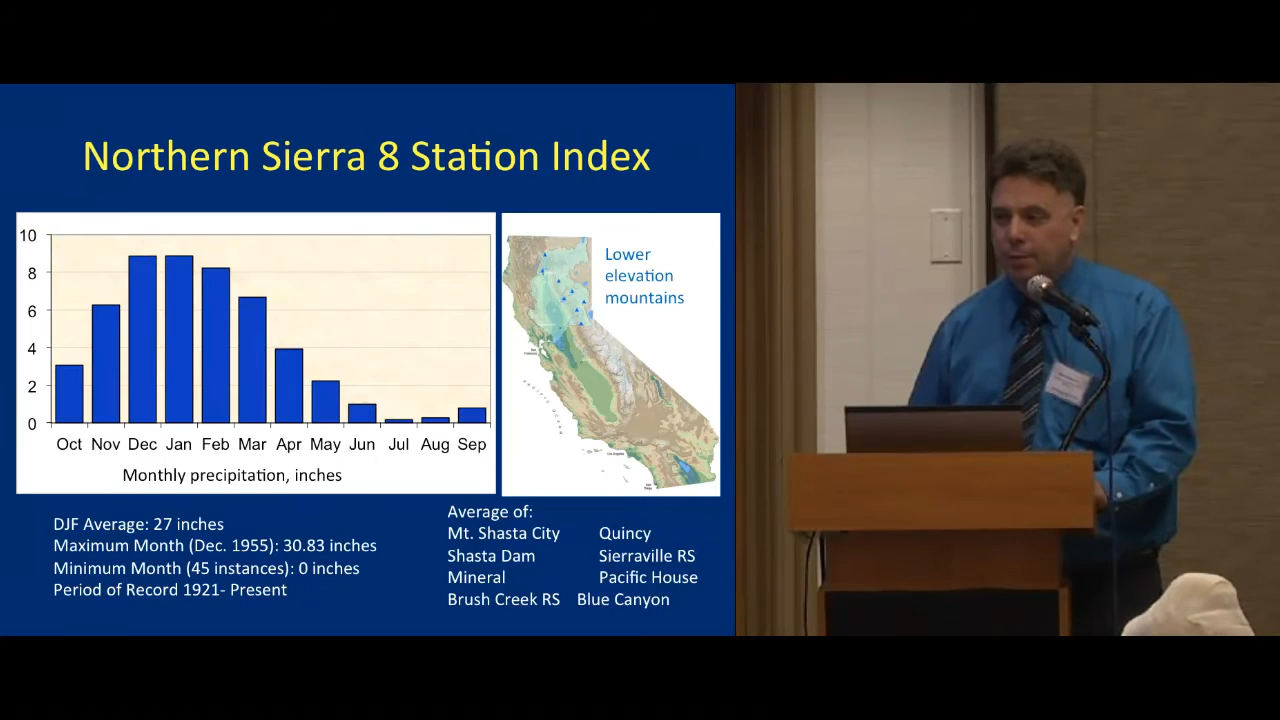 Northern Sierra 8 Station Index
10
8
6
4
2
0
Oct Nov Dec Jan Feb Mar Apr May Jun Jul Aug Sep
Monthly precipitation, inches
Lower
elevation
mountains
DJF Average: 27 inches
Maximum Month (Dec. 1955): 30.83 inches
Minimum Month (45 instances): 0 inches
Period of Record 1921- Present
Average of:
Mt. Shasta City Quincy
Shasta Dam Sierraville RS
Mineral Pacific House
Brush Creek RS Blue Canyon